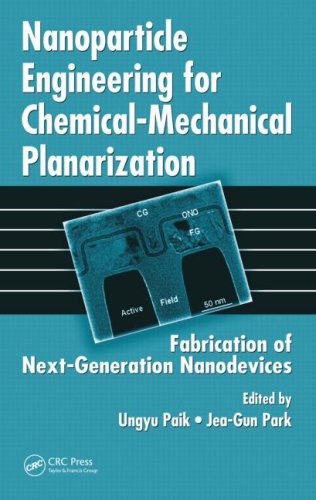 Nanoparticle
Engineering for
Chemical-Mechanical
Planarization
CG
ONO
FG
Active
Field
50 nm
Fabrication of
Next-Generation Nanodevices
Edited by
Ungyu Paik • Jea-Gun Park
CRC
CRC Press
Taylor & Francis Group